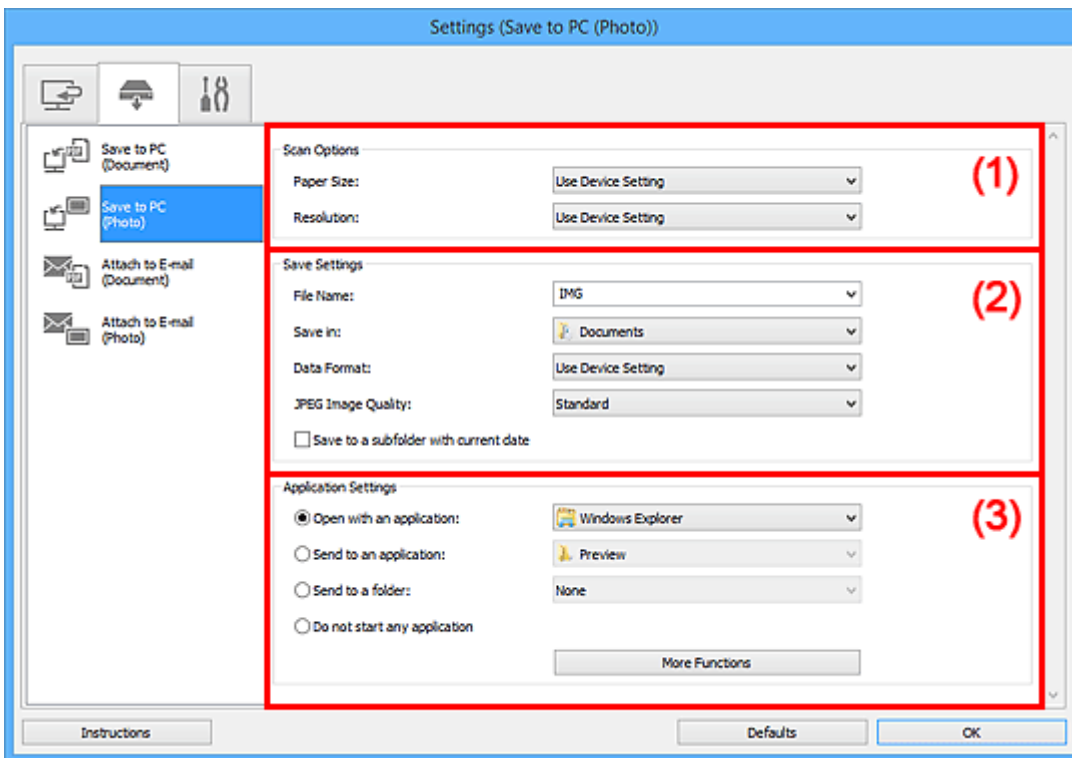 Settings (Save to PC (Photo))
Save to PC
(Document)
Save to PC
(Photo)
Attach to E-mail
(Document)
Attach to E-mail
(Photo)
Scan Options
(1)
Paper Size: Use Device Setting
Resolution: Use Device Setting
Save Settings
(2)
File Name: IMG
Save in: Documents
Data Format: Use Device Setting
JPEG Image Quality: Standard
Save to a subfolder with current date
Application Settings
(3)
Open with an application: Windows Explorer
Send to an application: Preview
Send to a folder: None
Do not start any application
More Functions
Instructions Defaults OK